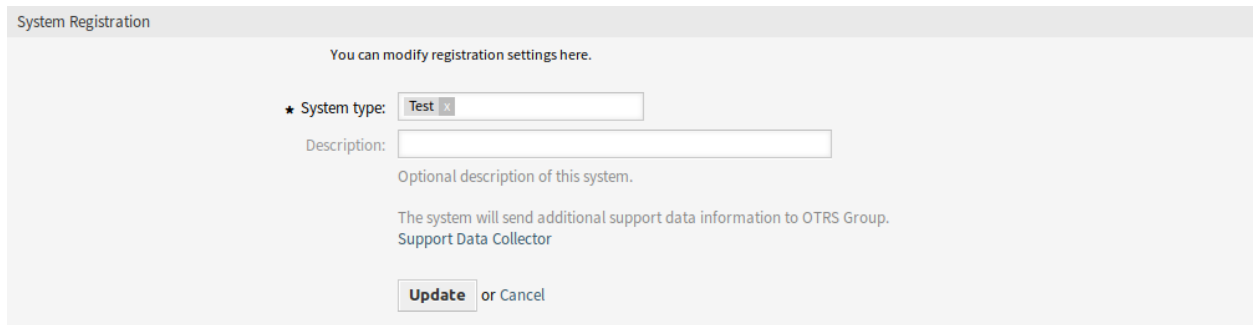 System Registration
You can modify registration settings here.
★ System type: Test x
Description:
Optional description of this system.
The system will send additional support data information to OTRS Group.
Support Data Collector
Update or Cancel